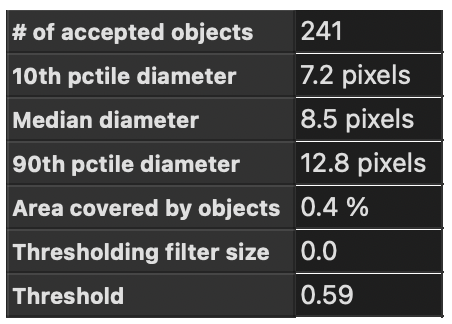 # of accepted objects 241
10th pctile diameter 7.2 pixels
Median diameter 8.5 pixels
90th pctile diameter 12.8 pixels
Area covered by objects 0.4 %
Thresholding filter size 0.0
Threshold 0.59